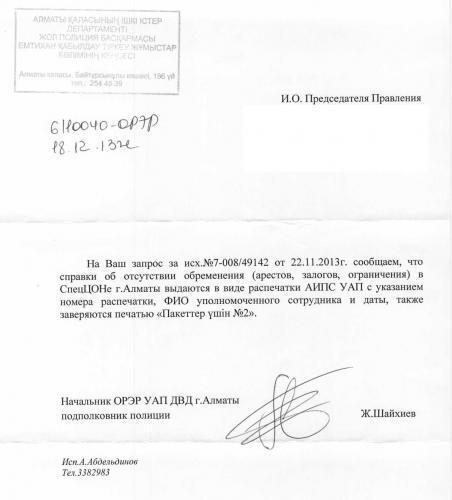 АЛМАТЫ ҚАЛАСЫНЫҢ ІШКІ ІСТЕР
ДЕПАРТАМЕНТІ
ЖОЛ ПОЛИЦИЯ БАСҚАРМАСЫ
ЕМТИХАН ҚАБЫЛДАУ ТІРКЕУ ЖҰМЫСТАР
БӨЛІМІНІҢ КЕҢСЕСІ
Алматы қаласы, Байтұрсынұлы көшесі, 186 үй
тел.: 254 45 39
И.О. Председателя Правления
18.12.13ж
На Ваш запрос за исх.№7-008/49142 от 22.11.2013г. сообщаем, что
справки об отсутствии обременения (арестов, залогов, ограничения) в
СпецЦОНе г.Алматы выдаются в виде распечатки АИПС УАП с указанием
номера распечатки, ФИО уполномоченного сотрудника и даты, также
заверяются печатью «Пакеттер үшін №2».
Начальник ОРЭР УАП ДВД г.Алматы
подполковник полиции Ж.Шайхиев
Исп.А.Абдельдинов
Тел.3382983